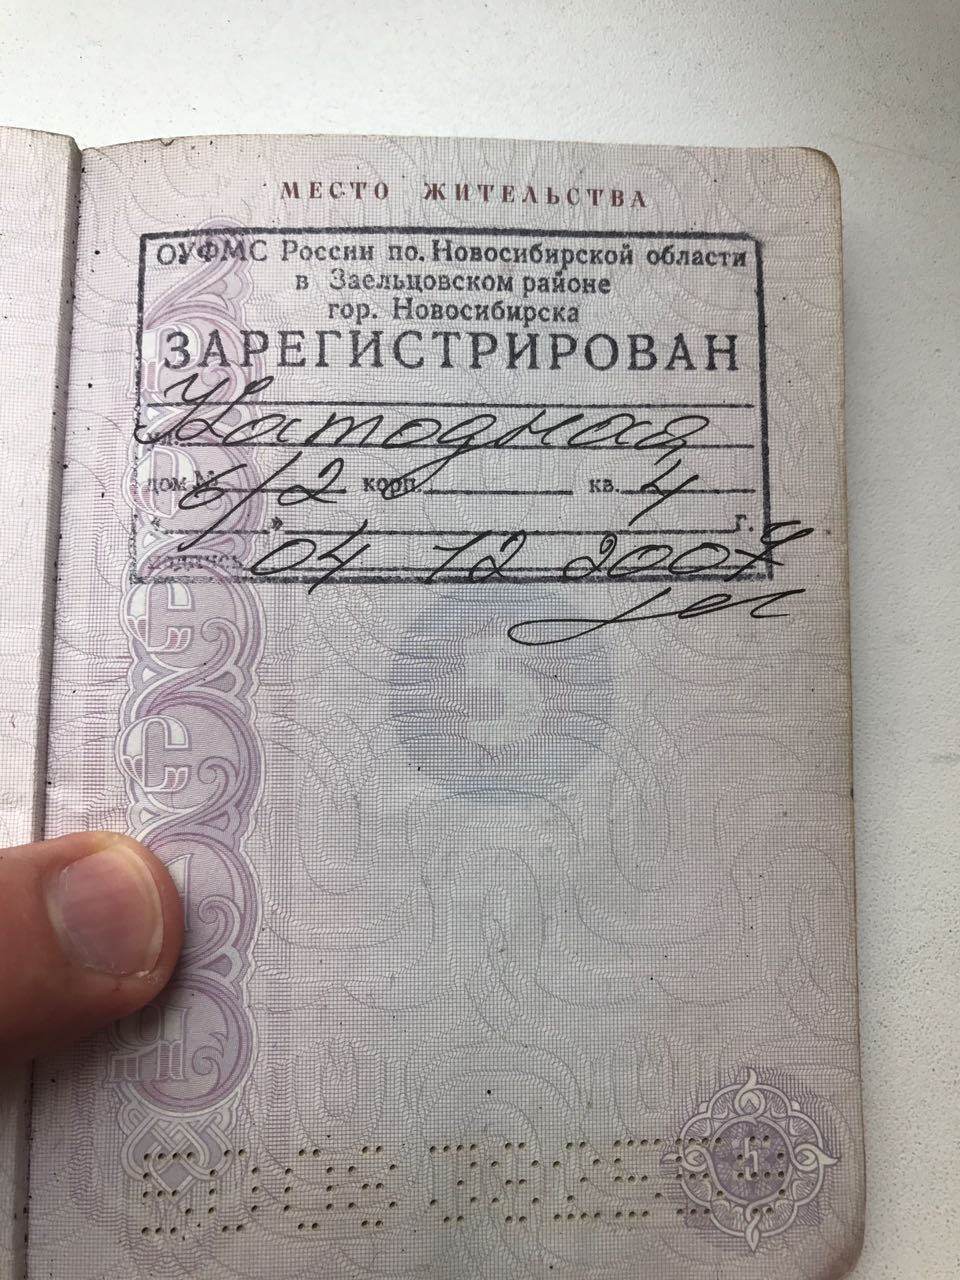 МЕСТО ЖИТЕЛЬСТВА
ОУФМС России по Новосибирской области
в Заельцовском районе
гор. Новосибирска
ЗАРЕГИСТРИРОВАН
ул. Катодная
дом № 6/2 корп. кв. 4
" " г.
подпись 04 12 2007
5